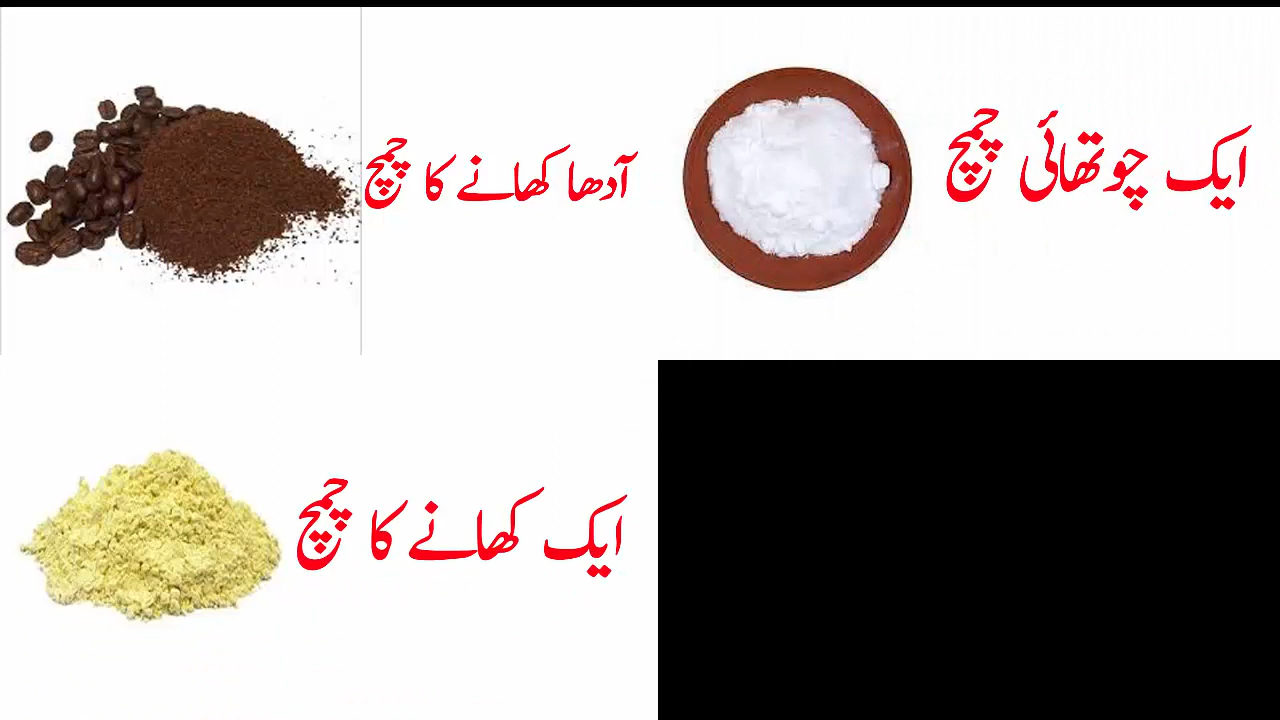 آدھا کھانے کا چمچ
ایک چوتھائی چمچ
ایک کھانے کا چمچ